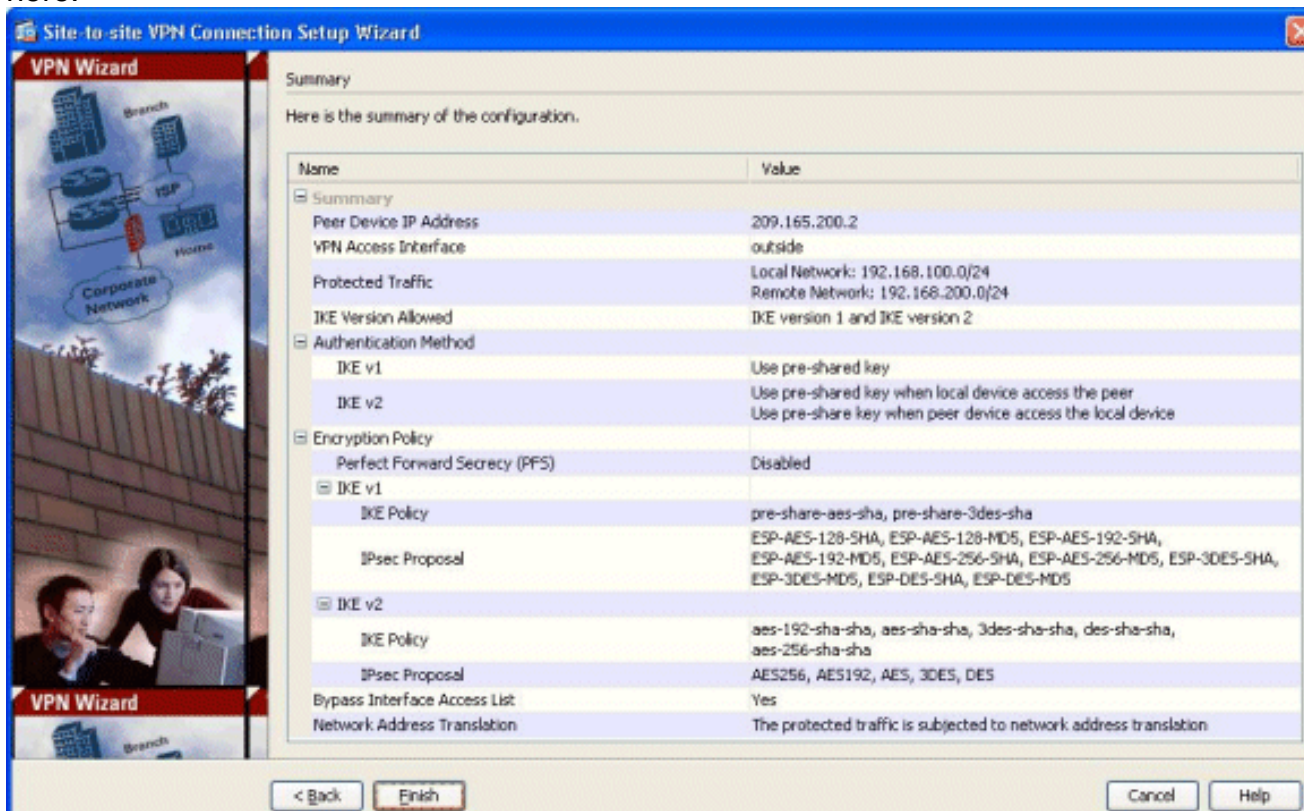 Site-to-site VPN Connection Setup Wizard
VPN Wizard
Branch
ISP
Home
Corporate
Network
Summary
Here is the summary of the configuration.
Name Value
Summary
Peer Device IP Address 209.165.200.2
VPN Access Interface outside
Protected Traffic Local Network: 192.168.100.0/24
Remote Network: 192.168.200.0/24
IKE Version Allowed IKE version 1 and IKE version 2
Authentication Method
IKE v1 Use pre-shared key
IKE v2 Use pre-shared key when local device access the peer
Use pre-share key when peer device access the local device
Encryption Policy
Perfect Forward Secrecy (PFS) Disabled
IKE v1
IKE Policy pre-share-aes-sha, pre-share-3des-sha
IPsec Proposal ESP-AES-128-SHA, ESP-AES-128-MD5, ESP-AES-192-SHA,
ESP-AES-192-MD5, ESP-AES-256-SHA, ESP-AES-256-MD5, ESP-3DES-SHA,
ESP-3DES-MD5, ESP-DES-SHA, ESP-DES-MD5
IKE v2
IKE Policy aes-192-sha-sha, aes-sha-sha, 3des-sha-sha, des-sha-sha,
aes-256-sha-sha
IPsec Proposal AES256, AES192, AES, 3DES, DES
Bypass Interface Access List Yes
Network Address Translation The protected traffic is subjected to network address translation
VPN Wizard
Branch
< Back Finish Cancel Help